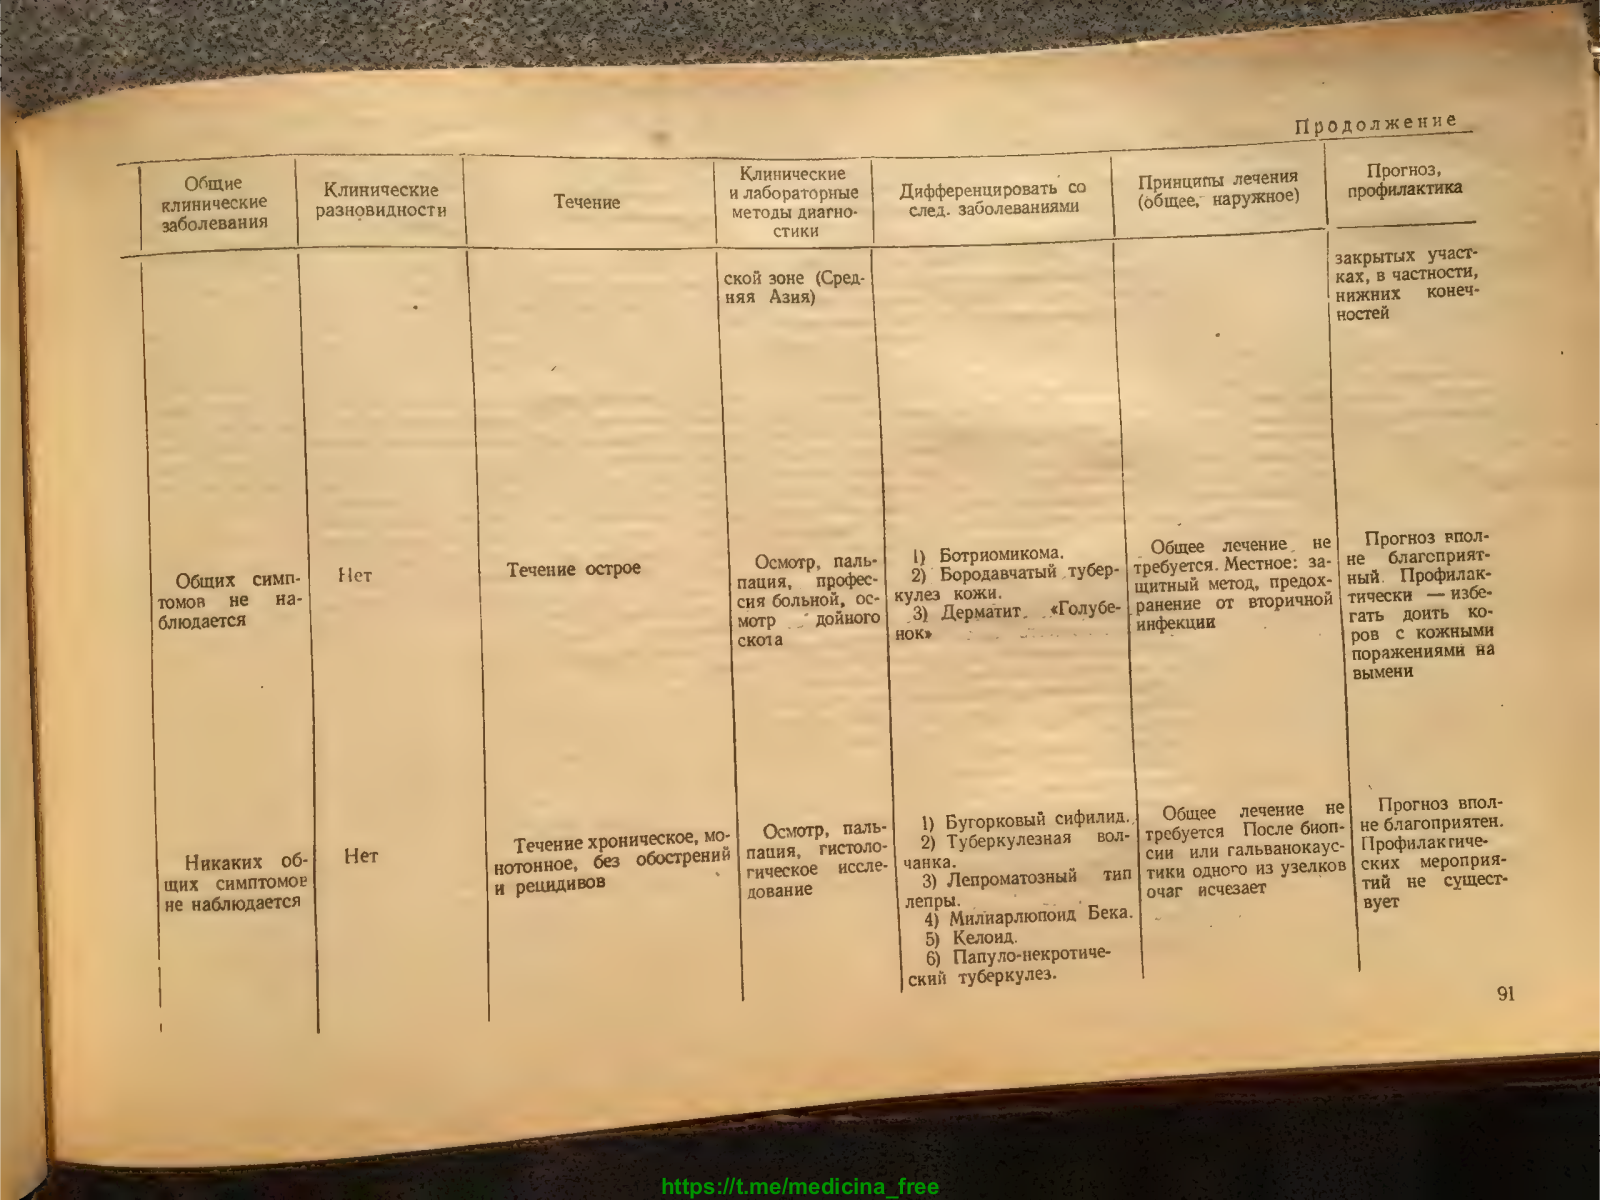 Продолжение
Общие
клинические
заболевания
Клинические
разновидности
Течение
Клинические
и лабораторные
методы диагно-
стики
Дифференцировать со
след. заболеваниями
Принципы лечения
(общее, наружное)
Прогноз,
профилактика
ской зоне (Сред-
няя Азия)
закрытых участ-
ках, в частности,
нижних конеч-
ностей
Общих симп-
томов не на-
блюдается
Нет
Течение острое
Осмотр, паль-
пация, профес-
сия больной, ос-
мотр дойного
скота
1) Ботриомикома.
2) Бородавчатый тубер-
кулез кожи.
3) Дерматит. «Голубе-
нок»
Общее лечение не
требуется. Местное: за-
щитный метод, предох-
ранение от вторичной
инфекции
Прогноз впол-
не благоприят-
ный. Профилак-
тически — избе-
гать доить ко-
ров с кожными
поражениями на
вымени
Никаких об-
щих симптомов
не наблюдается
Нет
Течение хроническое, мо-
нотонное, без обострений
и рецидивов
Осмотр, паль-
пация, гистоло-
гическое иссле-
дование
1) Бугорковый сифилид.
2) Туберкулезная вол-
чанка.
3) Лепроматозный тип
лепры.
4) Милиарлюпоид Бека.
5) Келоид.
6) Папуло-некротиче-
ский туберкулез.
Общее лечение не
требуется После биоп-
сии или гальванокаус-
тики одного из узелков
очаг исчезает
Прогноз впол-
не благоприятен.
Профилактиче-
ских мероприя-
тий не сущест-
вует
91
https://t.me/medicina_free